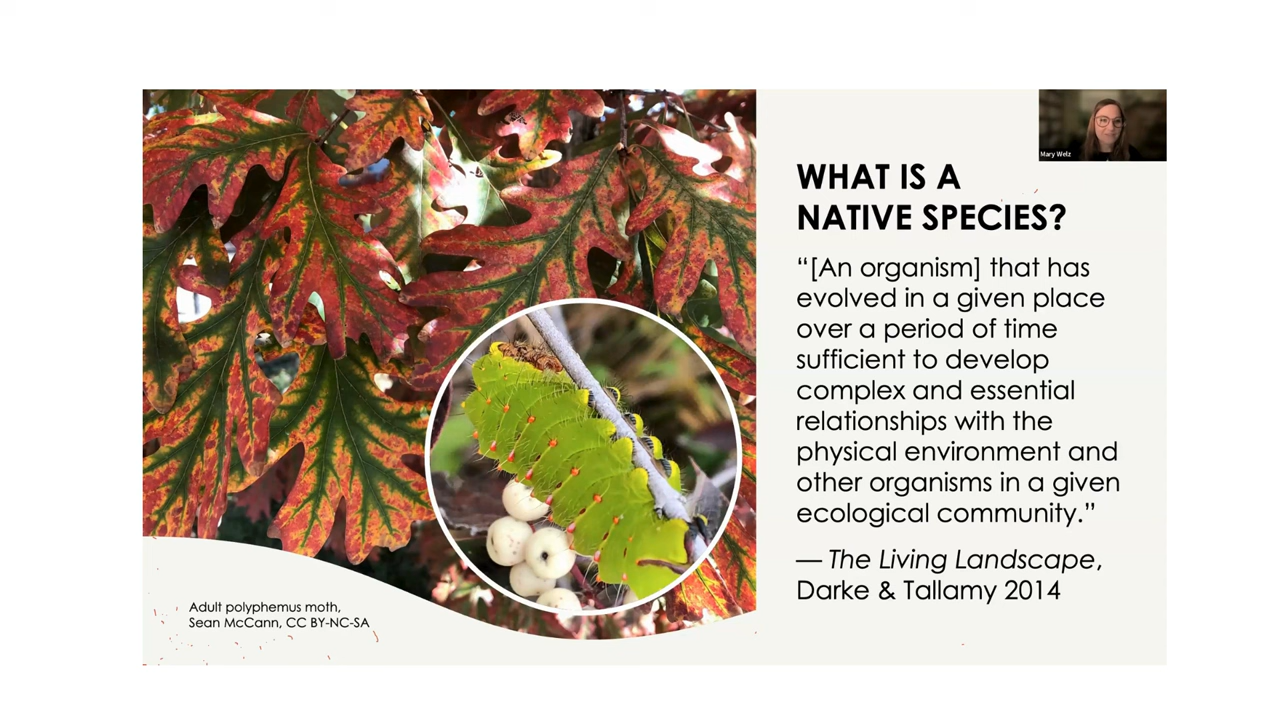 Mary Welz
WHAT IS A
NATIVE SPECIES?
“[An organism] that has
evolved in a given place
over a period of time
sufficient to develop
complex and essential
relationships with the
physical environment and
other organisms in a given
ecological community.”
— The Living Landscape,
Darke & Tallamy 2014
Adult polyphemus moth,
Sean McCann, CC BY-NC-SA